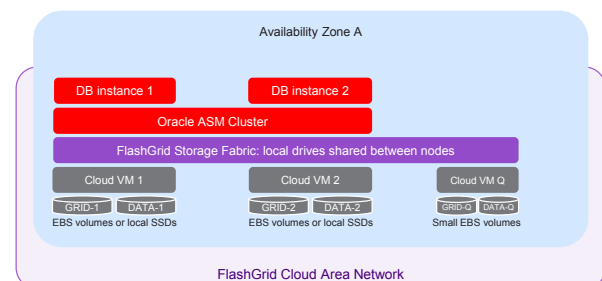 Availability Zone A
DB instance 1 DB instance 2
Oracle ASM Cluster
FlashGrid Storage Fabric: local drives shared between nodes
Cloud VM 1 Cloud VM 2 Cloud VM Q
GRID-1 DATA-1 GRID-2 DATA-2 GRID-Q DATA-Q
EBS volumes or local SSDs EBS volumes or local SSDs Small EBS volumes
FlashGrid Cloud Area Network